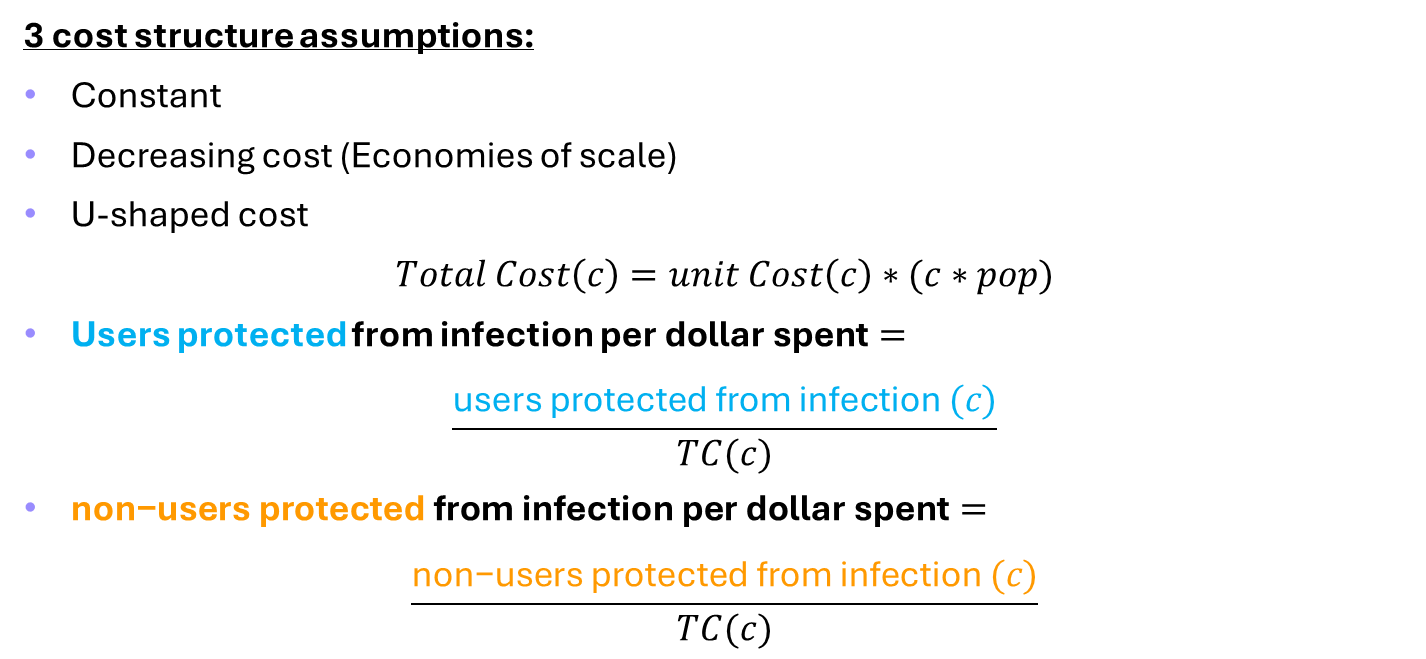 3 cost structure assumptions:
• Constant
• Decreasing cost (Economies of scale)
• U-shaped cost
Total Cost(c) = unit Cost(c) ∗ (c ∗ pop)
• Users protected from infection per dollar spent =
users protected from infection (c)
TC(c)
• non−users protected from infection per dollar spent =
non−users protected from infection (c)
TC(c)